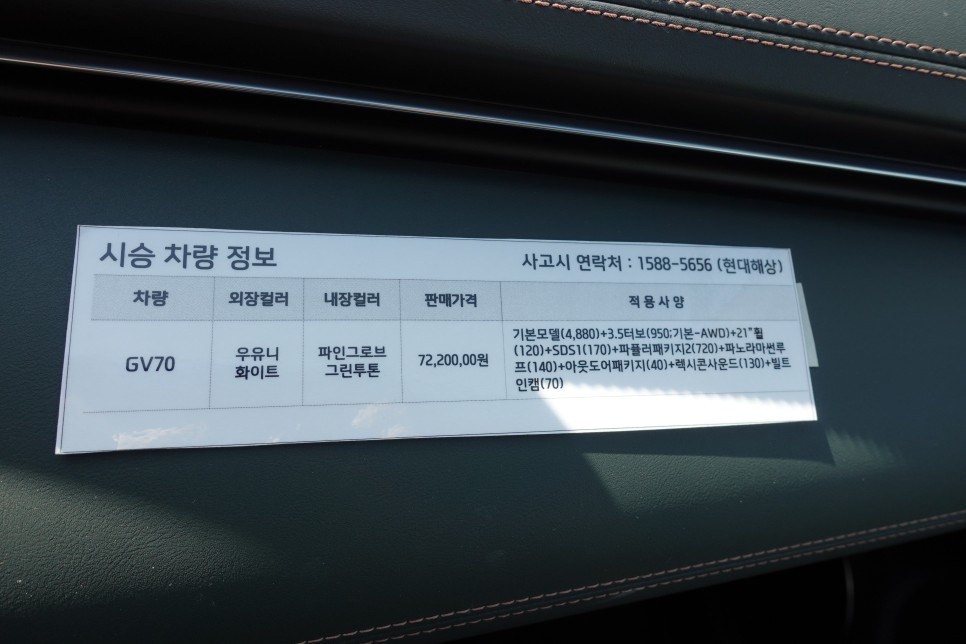 시승 차량 정보
사고시 연락처 : 1588-5656 (현대해상)
차량 외장컬러 내장컬러 판매가격 적용사양
GV70
우유니
화이트
파인그로브
그린투톤
72,200,00원
기본모델(4,880)+3.5터보(950;기본-AWD)+21"휠
(120)+SDS1(170)+파퓰러패키지2(720)+파노라마썬루
프(140)+아웃도어패키지(40)+렉시콘사운드(130)+빌트
인캠(70)